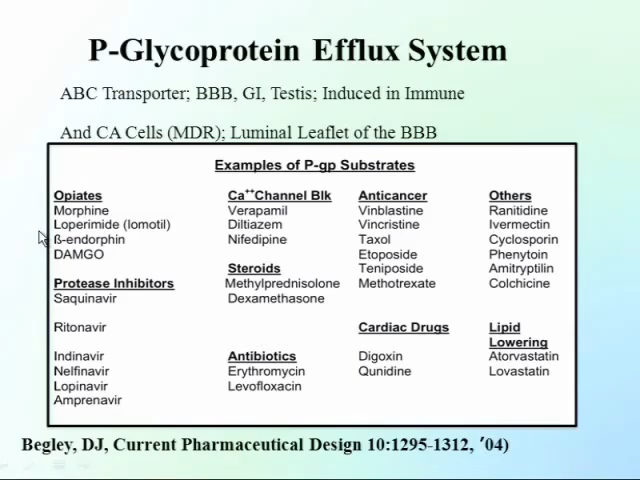 P-Glycoprotein Efflux System
ABC Transporter; BBB, GI, Testis; Induced in Immune
And CA Cells (MDR); Luminal Leaflet of the BBB
Examples of P-gp Substrates
Opiates
Morphine
Loperimide (lomotil)
ß-endorphin
DAMGO
Protease Inhibitors
Saquinavir
Ritonavir
Indinavir
Nelfinavir
Lopinavir
Amprenavir
Ca++Channel Blk
Verapamil
Diltiazem
Nifedipine
Steroids
Methylprednisolone
Dexamethasone
Antibiotics
Erythromycin
Levofloxacin
Anticancer
Vinblastine
Vincristine
Taxol
Etoposide
Teniposide
Methotrexate
Cardiac Drugs
Digoxin
Qunidine
Others
Ranitidine
Ivermectin
Cyclosporin
Phenytoin
Amitryptilin
Colchicine
Lipid
Lowering
Atorvastatin
Lovastatin
Begley, DJ, Current Pharmaceutical Design 10:1295-1312, ’04)